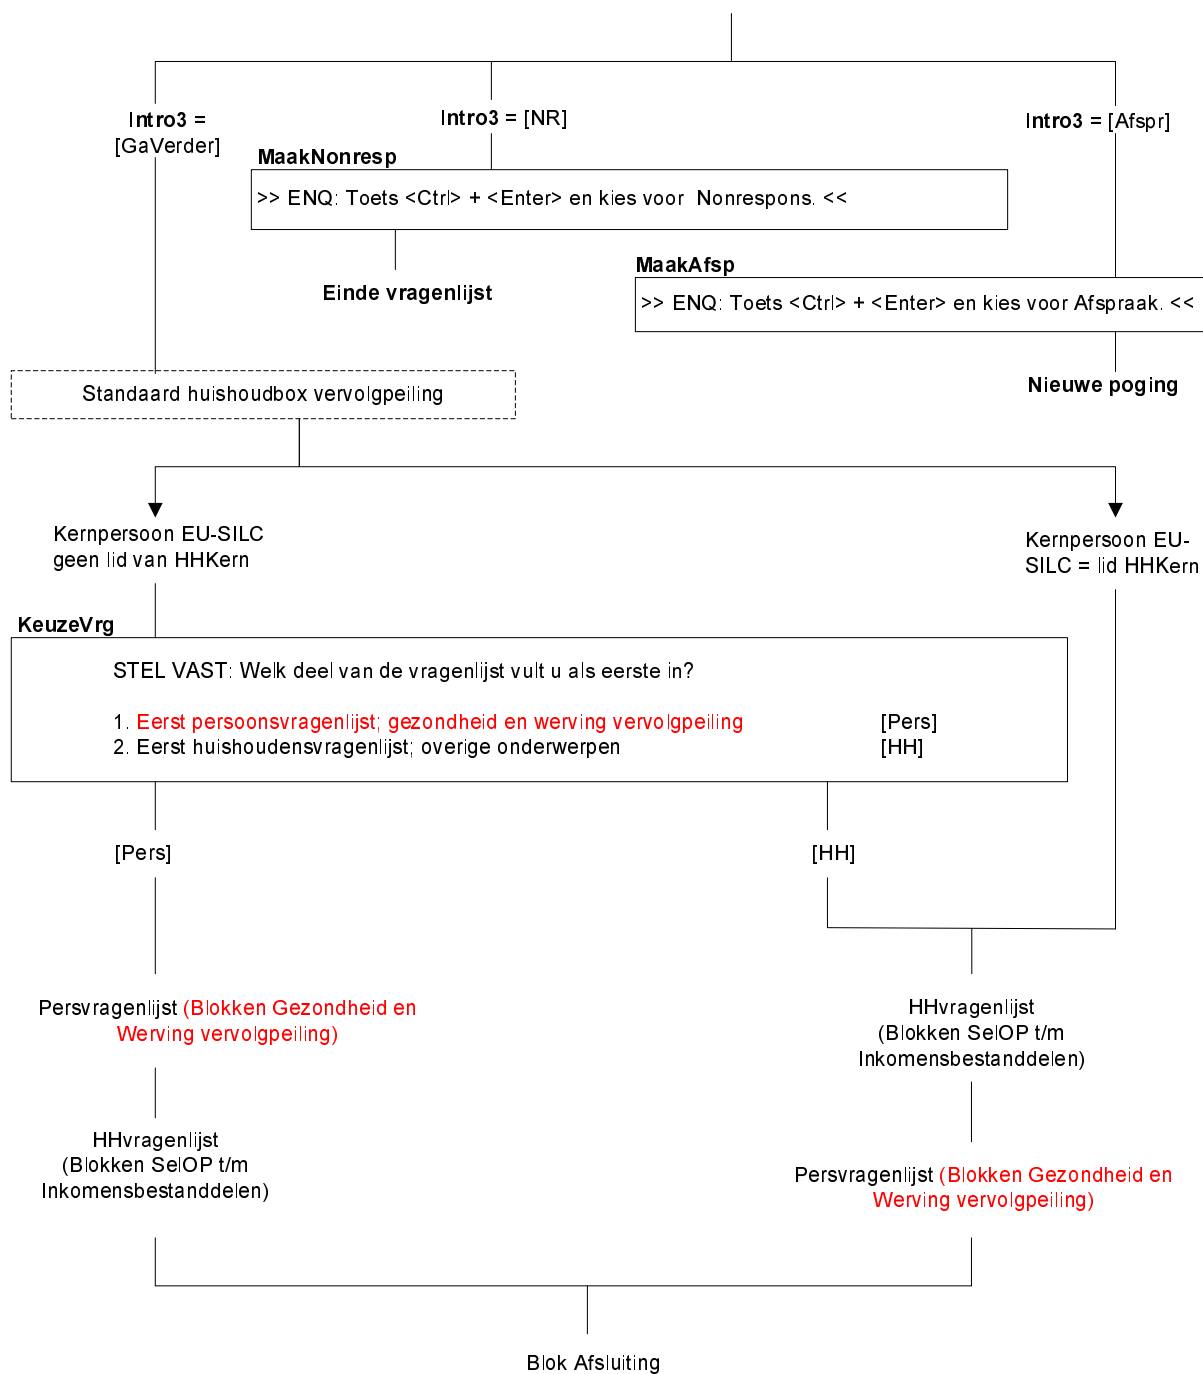 Intro3 =
[GaVerder]
Intro3 = [NR]
Intro3 = [Afspr]
MaakNonresp
>> ENQ: Toets <Ctrl> + <Enter> en kies voor Nonrespons. <<
Einde vragenlijst
MaakAfsp
>> ENQ: Toets <Ctrl> + <Enter> en kies voor Afspraak. <<
Nieuwe poging
Standaard huishoudbox vervolgpeiling
Kernpersoon EU-SILC
geen lid van HHKern
Kernpersoon EU-
SILC = lid HHKern
KeuzeVrg
STEL VAST: Welk deel van de vragenlijst vult u als eerste in?
1. Eerst persoonsvragenlijst; gezondheid en werving vervolgpeiling [Pers]
2. Eerst huishoudensvragenlijst; overige onderwerpen [HH]
[Pers]
[HH]
Persvragenlijst (Blokken Gezondheid en
Werving vervolgpeiling)
HHvragenlijst
(Blokken SelOP t/m
Inkomensbestanddelen)
HHvragenlijst
(Blokken SelOP t/m
Inkomensbestanddelen)
Persvragenlijst (Blokken Gezondheid en
Werving vervolgpeiling)
Blok Afsluiting